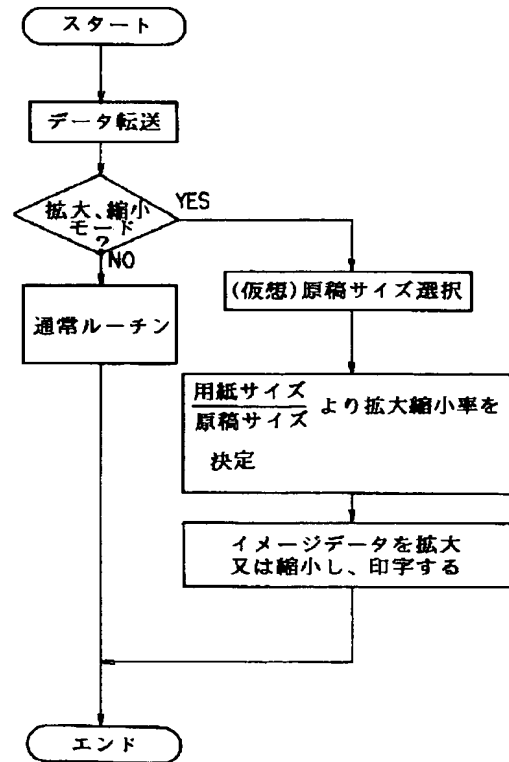 スタート
データ転送
拡大、縮小
モード
?
YES
NO
通常ルーチン
(仮想)原稿サイズ選択
用紙サイズ
原稿サイズ
より拡大縮小率を
決定
イメージデータを拡大
又は縮小し、印字する
エンド